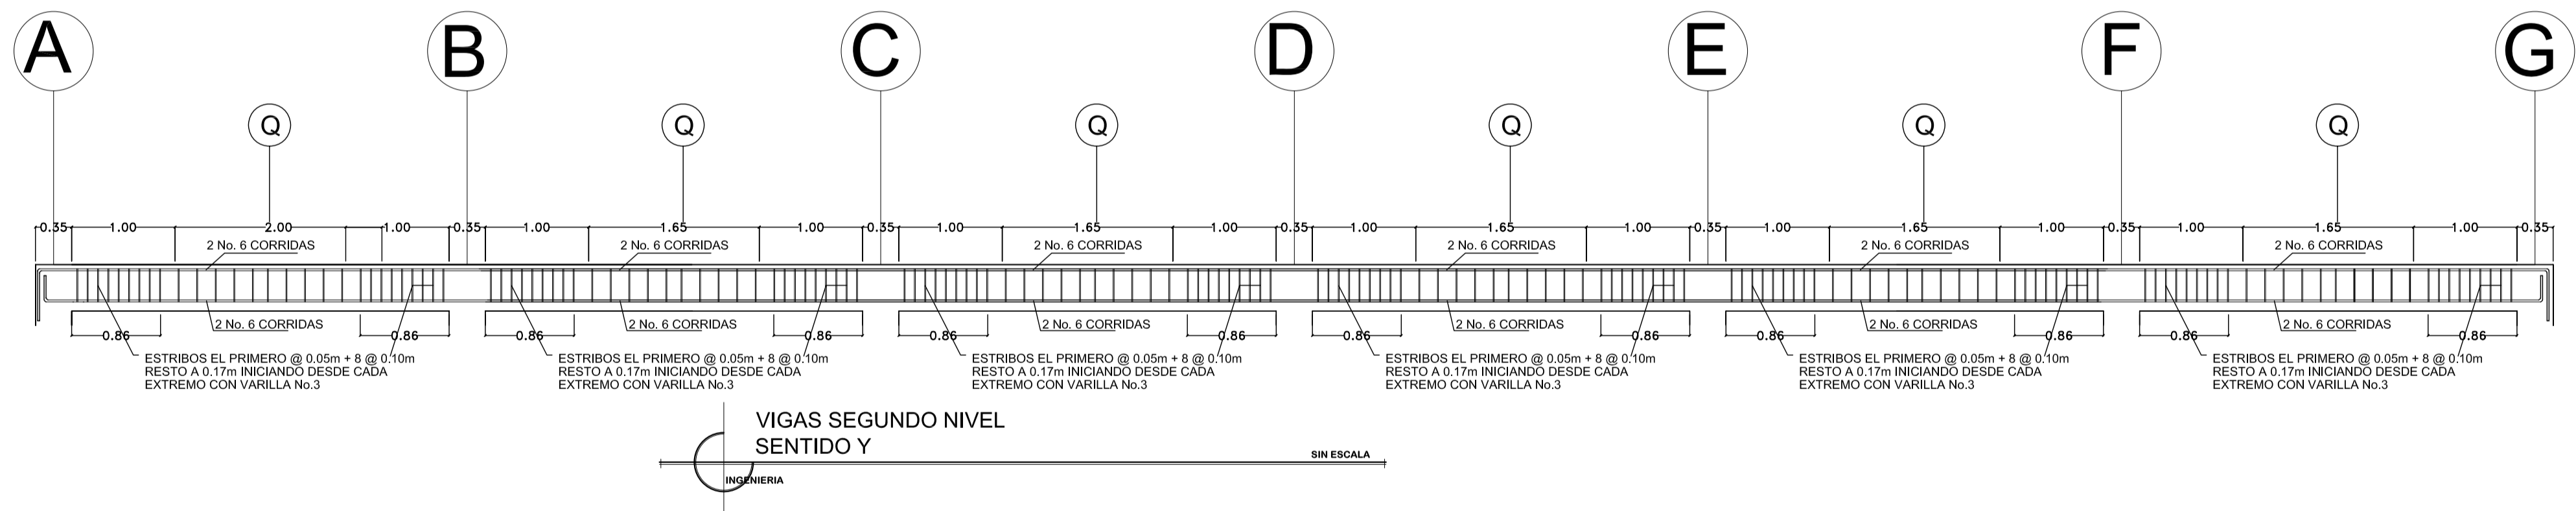 A B C D E F G
Q Q Q Q Q Q
0.35 1.00 2.00 1.00 0.35 1.00 1.65 1.00 0.35 1.00 1.65 1.00 0.35 1.00 1.65 1.00 0.35 1.00 1.65 1.00 0.35 1.00 1.65 1.00 0.35
2 No. 6 CORRIDAS 2 No. 6 CORRIDAS 2 No. 6 CORRIDAS 2 No. 6 CORRIDAS 2 No. 6 CORRIDAS 2 No. 6 CORRIDAS
2 No. 6 CORRIDAS 2 No. 6 CORRIDAS 2 No. 6 CORRIDAS 2 No. 6 CORRIDAS 2 No. 6 CORRIDAS 2 No. 6 CORRIDAS
0.86 0.86 0.86 0.86 0.86 0.86 0.86 0.86 0.86 0.86 0.86 0.86
ESTRIBOS EL PRIMERO @ 0.05m + 8 @ 0.10m
RESTO A 0.17m INICIANDO DESDE CADA
EXTREMO CON VARILLA No.3
ESTRIBOS EL PRIMERO @ 0.05m + 8 @ 0.10m
RESTO A 0.17m INICIANDO DESDE CADA
EXTREMO CON VARILLA No.3
ESTRIBOS EL PRIMERO @ 0.05m + 8 @ 0.10m
RESTO A 0.17m INICIANDO DESDE CADA
EXTREMO CON VARILLA No.3
ESTRIBOS EL PRIMERO @ 0.05m + 8 @ 0.10m
RESTO A 0.17m INICIANDO DESDE CADA
EXTREMO CON VARILLA No.3
ESTRIBOS EL PRIMERO @ 0.05m + 8 @ 0.10m
RESTO A 0.17m INICIANDO DESDE CADA
EXTREMO CON VARILLA No.3
ESTRIBOS EL PRIMERO @ 0.05m + 8 @ 0.10m
RESTO A 0.17m INICIANDO DESDE CADA
EXTREMO CON VARILLA No.3
VIGAS SEGUNDO NIVEL
SENTIDO Y
SIN ESCALA
INGENIERIA